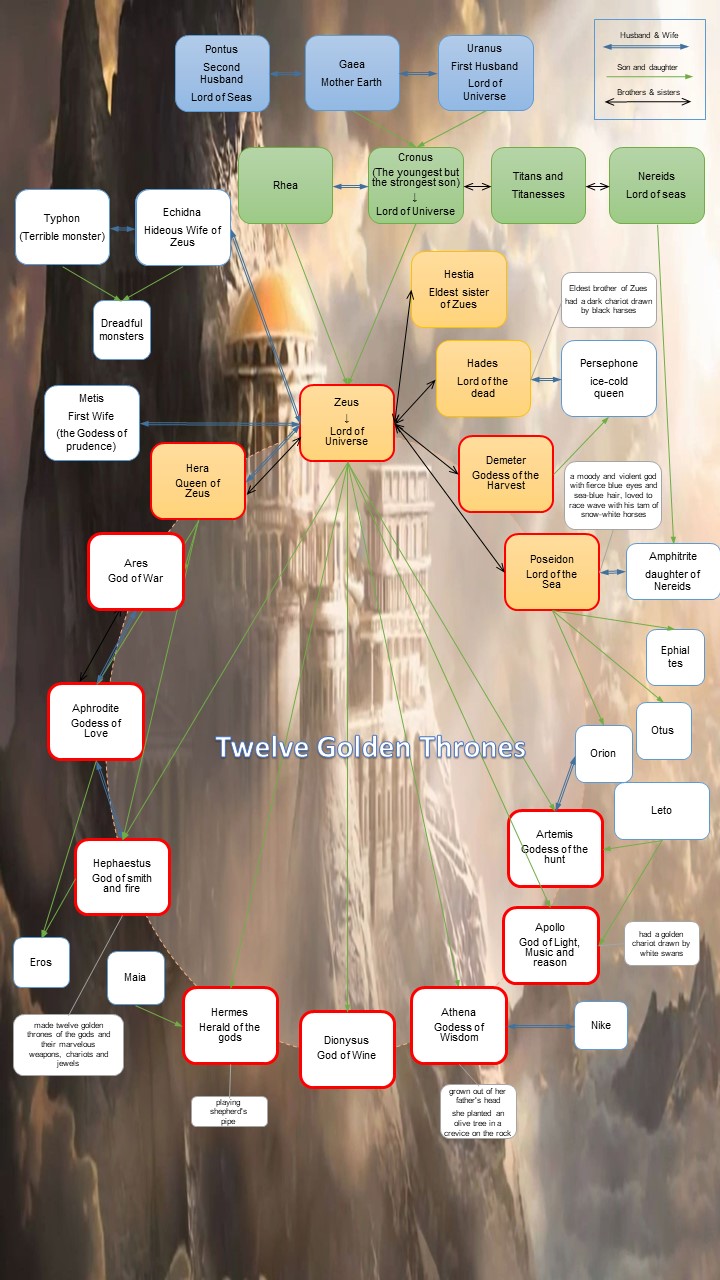 Pontus
Second
Husband
Lord of Seas
Gaea
Mother Earth
Uranus
First Husband
Lord of
Universe
Husband & Wife
Son and daughter
Brothers & sisters
Rhea
Cronus
(The youngest but
the strongest son)
↓
Lord of Universe
Titans and
Titanesses
Nereids
Lord of seas
Typhon
(Terrible monster)
Echidna
Hideous Wife of
Zeus
Dreadful
monsters
Hestia
Eldest sister
of Zues
Eldest brother of Zues
had a dark chariot drawn
by black harses
Hades
Lord of the
dead
Persephone
ice-cold
queen
Metis
First Wife
(the Godess of
prudence)
Zeus
↓
Lord of
Universe
Hera
Queen of
Zeus
Demeter
Godess of the
Harvest
a moody and violent god
with fierce blue eyes and
sea-blue hair, loved to
race wave with his tam of
snow-white horses
Ares
God of War
Poseidon
Lord of the
Sea
Amphitrite
daughter of
Nereids
Ephial
tes
Aphrodite
Godess of
Love
Otus
Orion
Twelve Golden Thrones
Leto
Artemis
Godess of the
hunt
Hephaestus
God of smith
and fire
Apollo
God of Light,
Music and
reason
had a golden
chariot drawn by
white swans
Eros
Maia
Hermes
Herald of the
gods
Dionysus
God of Wine
Athena
Godess of
Wisdom
Nike
made twelve golden
thrones of the gods and
their marvelous
weapons, chariots and
jewels
playing
shepherd's
pipe
grown out of her
father's head
she planted an
olive tree in a
crevice on the rock